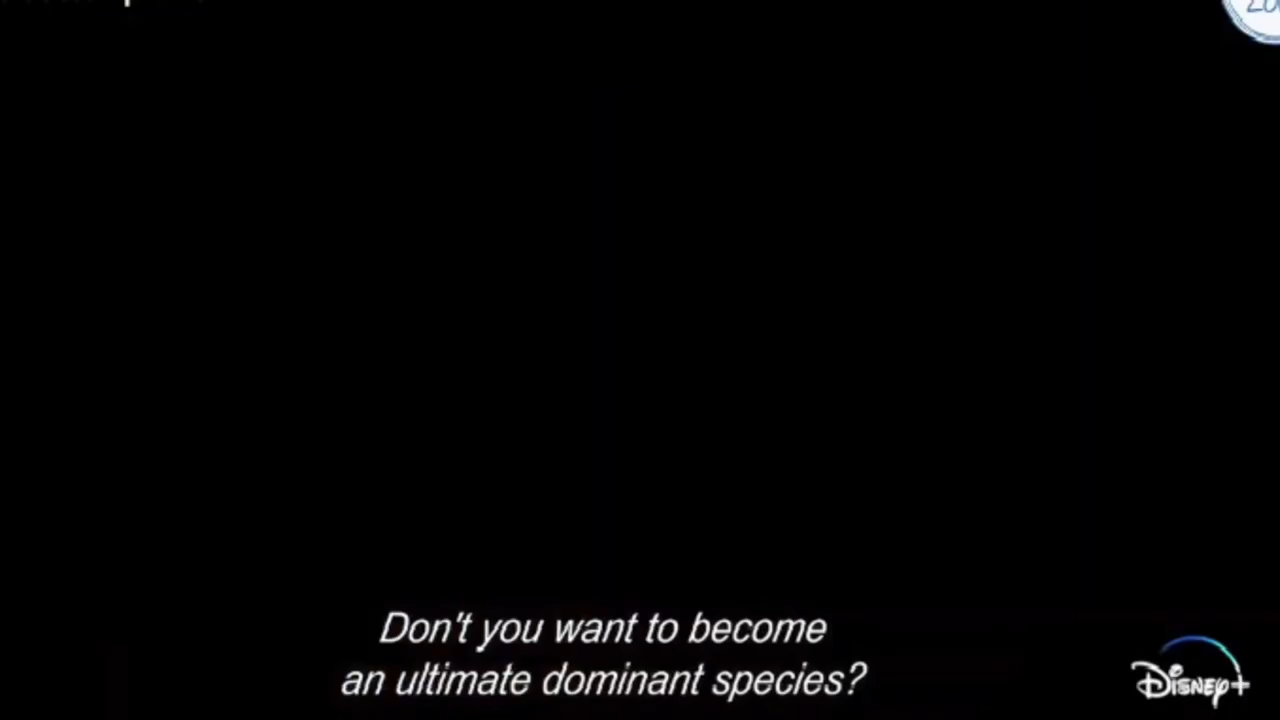 Don't you want to become
an ultimate dominant species?
Disney+